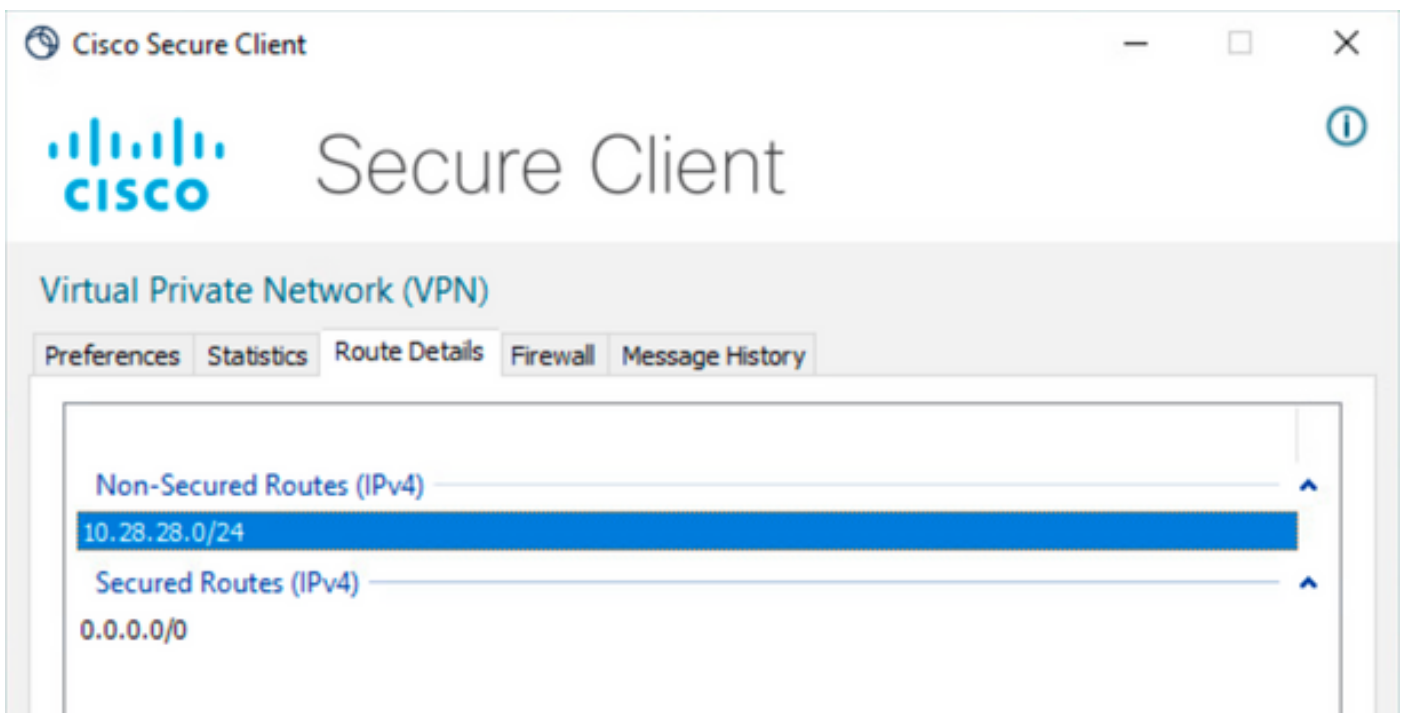 Cisco Secure Client
CISCO Secure Client
Virtual Private Network (VPN)
Preferences Statistics Route Details Firewall Message History
Non-Secured Routes (IPv4)
10.28.28.0/24
Secured Routes (IPv4)
0.0.0.0/0